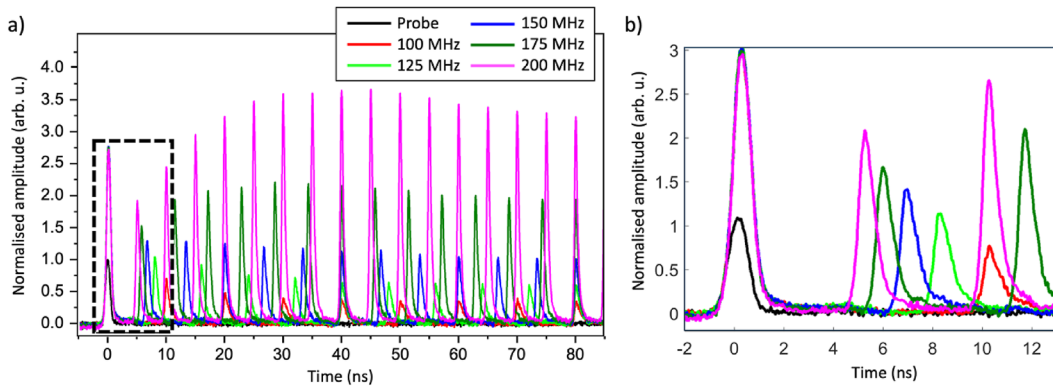 a)
Probe
100 MHz
125 MHz
150 MHz
175 MHz
200 MHz
Normalised amplitude (arb. u.)
4.0
3.5
3.0
2.5
2.0
1.5
1.0
0.5
0.0
0 10 20 30 40 50 60 70 80
Time (ns)
b)
Normalised amplitude (arb. u.)
3
2.5
2
1.5
1
0.5
0
-2 0 2 4 6 8 10 12
Time (ns)